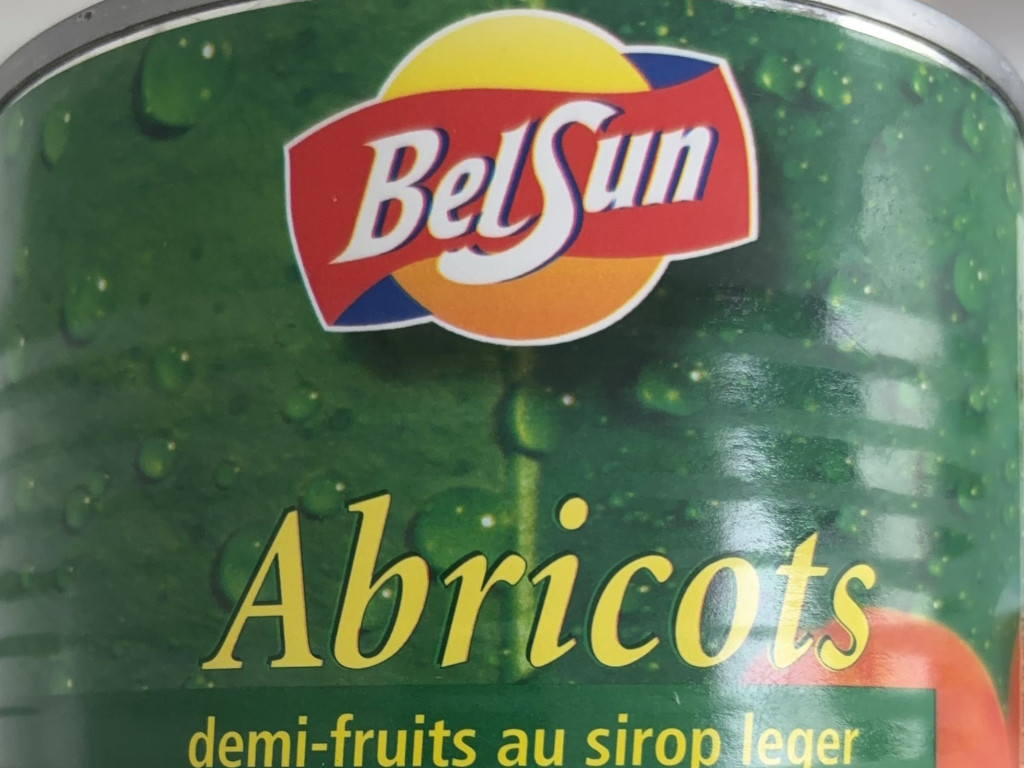 BelSun
Abricots
demi-fruits au sirop leger